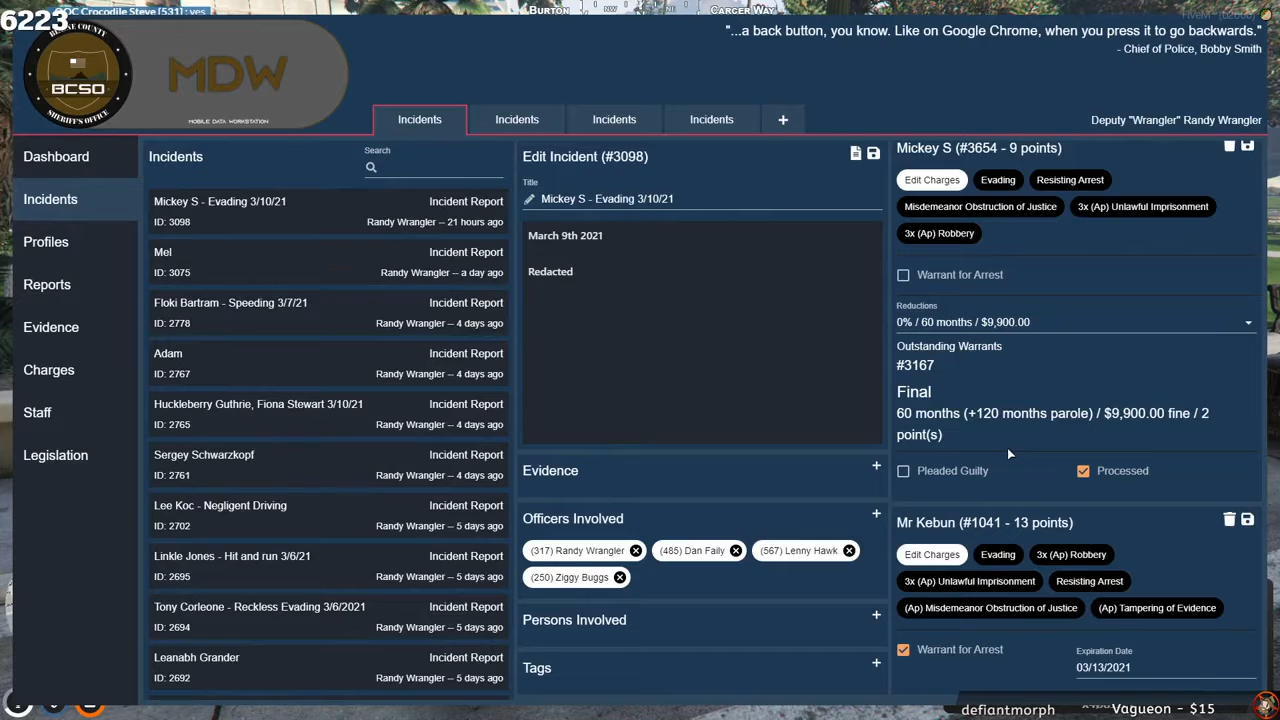 OOC Crocodile Steve [531] : yes
6223
BURTON
NW
Carcer Way
"...a back button, you know. Like on Google Chrome, when you press it to go backwards."
- Chief of Police, Bobby Smith
BCSO
SHERIFF'S OFFICE
MDW
MOBILE DATA WORKSTATION
Incidents
Incidents
Incidents
Incidents
+
Deputy "Wrangler" Randy Wrangler
Dashboard
Incidents
Profiles
Reports
Evidence
Charges
Staff
Legislation
Incidents
Search
Mickey S - Evading 3/10/21 Incident Report
ID: 3098 Randy Wrangler -- 21 hours ago
Mel Incident Report
ID: 3075 Randy Wrangler -- a day ago
Floki Bartram - Speeding 3/7/21 Incident Report
ID: 2778 Randy Wrangler -- 4 days ago
Adam Incident Report
ID: 2767 Randy Wrangler -- 4 days ago
Huckleberry Guthrie, Fiona Stewart 3/10/21 Incident Report
ID: 2765 Randy Wrangler -- 4 days ago
Sergey Schwarzkopf Incident Report
ID: 2761 Randy Wrangler -- 4 days ago
Lee Koc - Negligent Driving Incident Report
ID: 2702 Randy Wrangler -- 5 days ago
Linkle Jones - Hit and run 3/6/21 Incident Report
ID: 2695 Randy Wrangler -- 5 days ago
Tony Corleone - Reckless Evading 3/6/2021 Incident Report
ID: 2694 Randy Wrangler -- 5 days ago
Leanabh Grander Incident Report
ID: 2692 Randy Wrangler -- 5 days ago
Edit Incident (#3098)
Title
Mickey S - Evading 3/10/21
March 9th 2021
Redacted
Evidence +
Officers Involved +
(317) Randy Wrangler (485) Dan Faily (567) Lenny Hawk
(250) Ziggy Buggs
Persons Involved +
Tags +
Mickey S (#3654 - 9 points)
Edit Charges Evading Resisting Arrest
Misdemeanor Obstruction of Justice 3x (Ap) Unlawful Imprisonment
3x (Ap) Robbery
Warrant for Arrest
Reductions
0% / 60 months / $9,900.00
Outstanding Warrants
#3167
Final
60 months (+120 months parole) / $9,900.00 fine / 2
point(s)
Pleaded Guilty Processed
Mr Kebun (#1041 - 13 points)
Edit Charges Evading 3x (Ap) Robbery
3x (Ap) Unlawful Imprisonment Resisting Arrest
(Ap) Misdemeanor Obstruction of Justice (Ap) Tampering of Evidence
Warrant for Arrest
Expiration Date
03/13/2021
defiantmorph Vagueon - $15